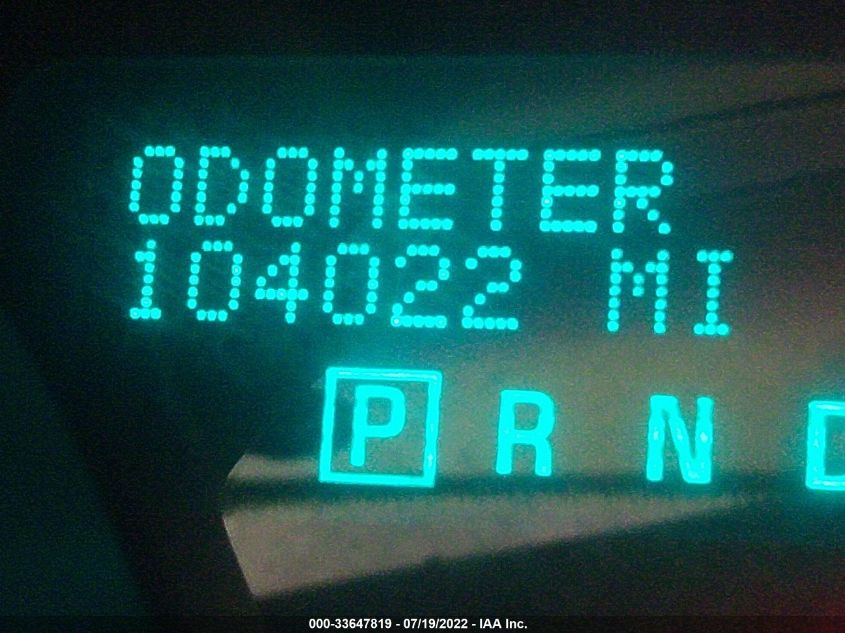 ODOMETER
104022 MI
P R N D
000-33647819 - 07/19/2022 - IAA Inc.